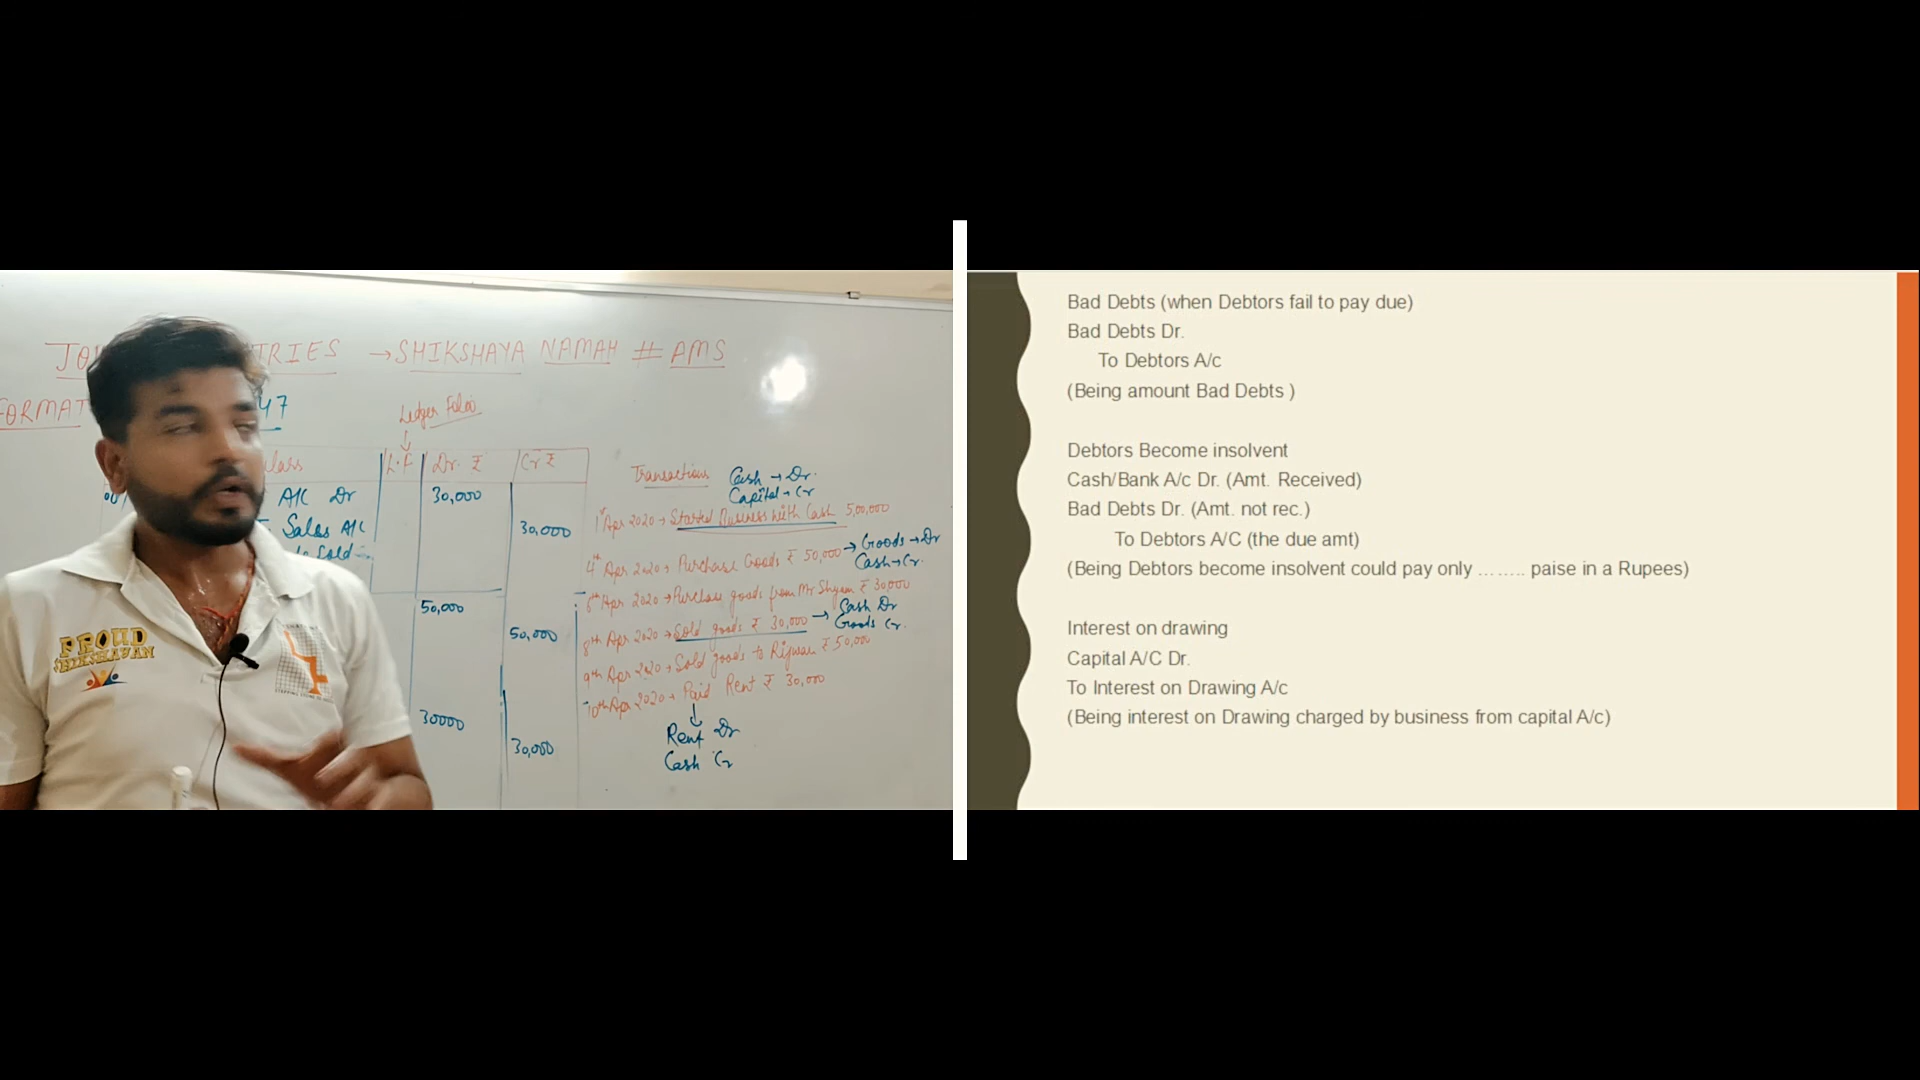 TRIES → SHIKSHAYA NAMAH # AMS
FORMAT
47
Ledger Folio
L.F Dr. ₹ Cr ₹
A/C Dr 30,000
Sales A/C 30,000
Sold
50,000
50,000
30000
30,000
Transactions Cash → Dr.
Capital → Cr
1st Apr 2020 → Started Business with Cash 5,00,000
4th Apr 2020 → Purchase Goods ₹ 50,000 → Goods → Dr
Cash → Cr.
Apr 2020 → Purchase goods from Mr Shyam ₹ 30,000
8th Apr 2020 → Sold goods ₹ 30,000 → Cash Dr
Goods Cr.
9th Apr 2020 → Sold goods to Rizwan ₹ 50,000
10th Apr 2020 → Paid Rent ₹ 30,000
Rent Dr
Cash Cr
PROUD
SHIKSHAYAN
Bad Debts (when Debtors fail to pay due)
Bad Debts Dr.
To Debtors A/c
(Being amount Bad Debts )
Debtors Become insolvent
Cash/Bank A/c Dr. (Amt. Received)
Bad Debts Dr. (Amt. not rec.)
To Debtors A/C (the due amt)
(Being Debtors become insolvent could pay only ... ..... paise in a Rupees)
Interest on drawing
Capital A/C Dr.
To Interest on Drawing A/c
(Being interest on Drawing charged by business from capital A/c)